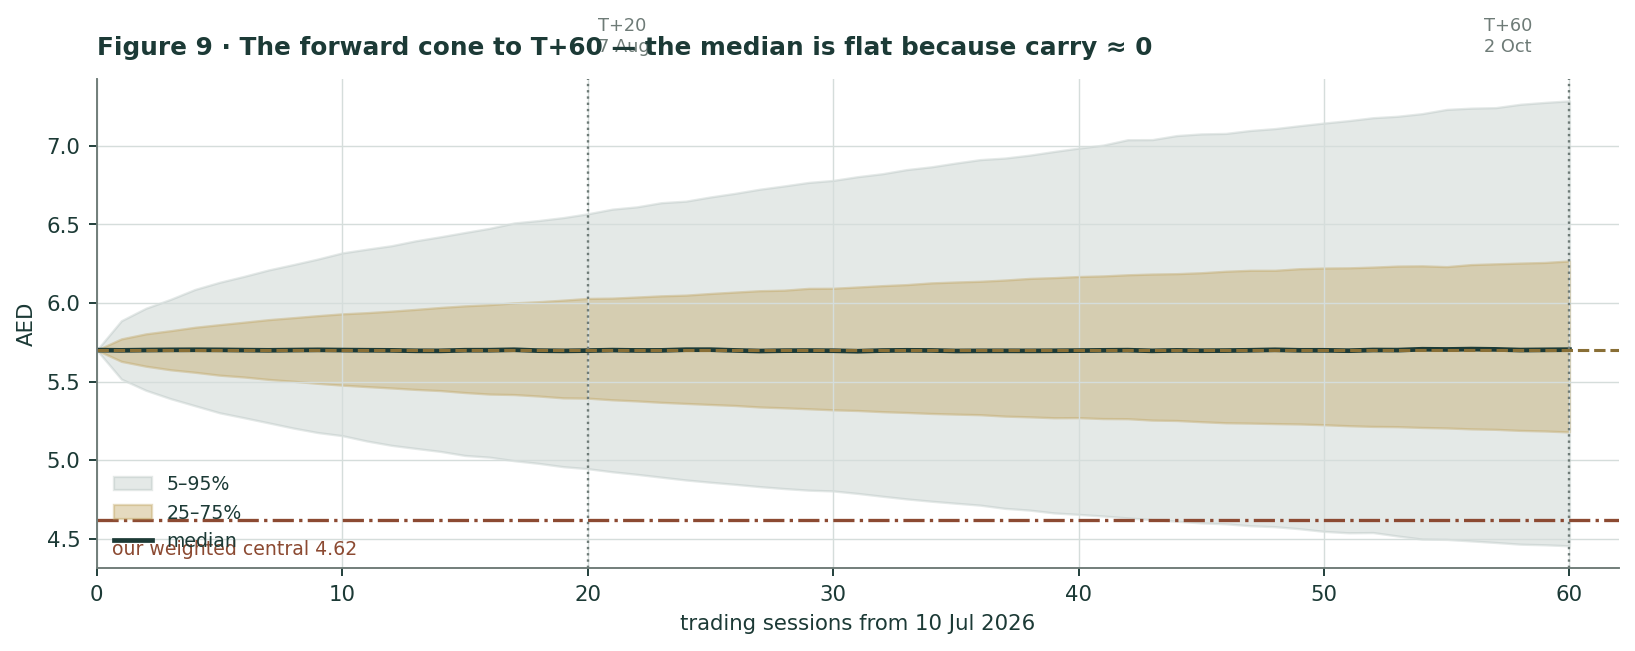 T+20
7 Aug
T+60
2 Oct
Figure 9 · The forward cone to T+60 — the median is flat because carry ≈ 0
AED
7.0
6.5
6.0
5.5
5.0
4.5
5–95%
25–75%
median
our weighted central 4.62
0 10 20 30 40 50 60
trading sessions from 10 Jul 2026